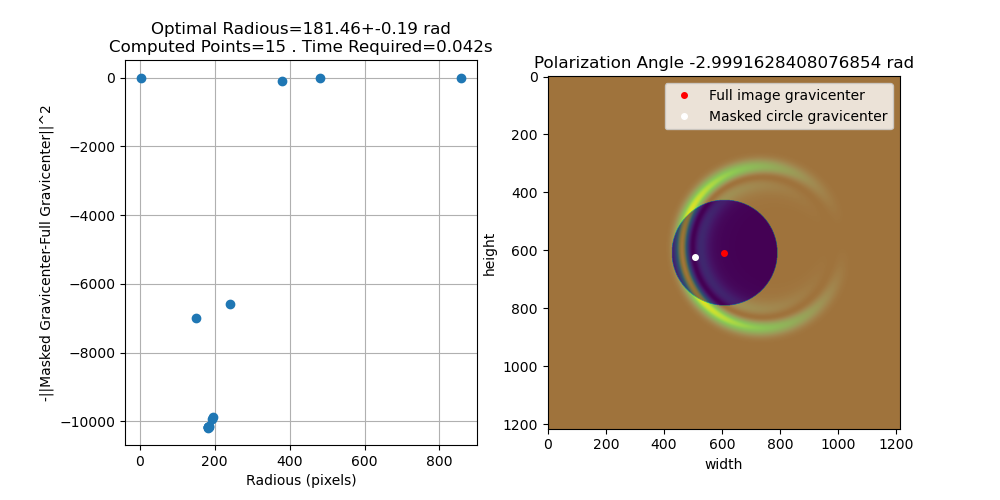 Optimal Radious=181.46+-0.19 rad
Computed Points=15 . Time Required=0.042s
0
−2000
−4000
−6000
−8000
−10000
-||Masked Gravicenter-Full Gravicenter||^2
0
200
400
600
800
Radious (pixels)
Polarization Angle -2.9991628408076854 rad
Full image gravicenter
Masked circle gravicenter
0
200
400
600
800
1000
1200
height
0
200
400
600
800
1000
1200
width